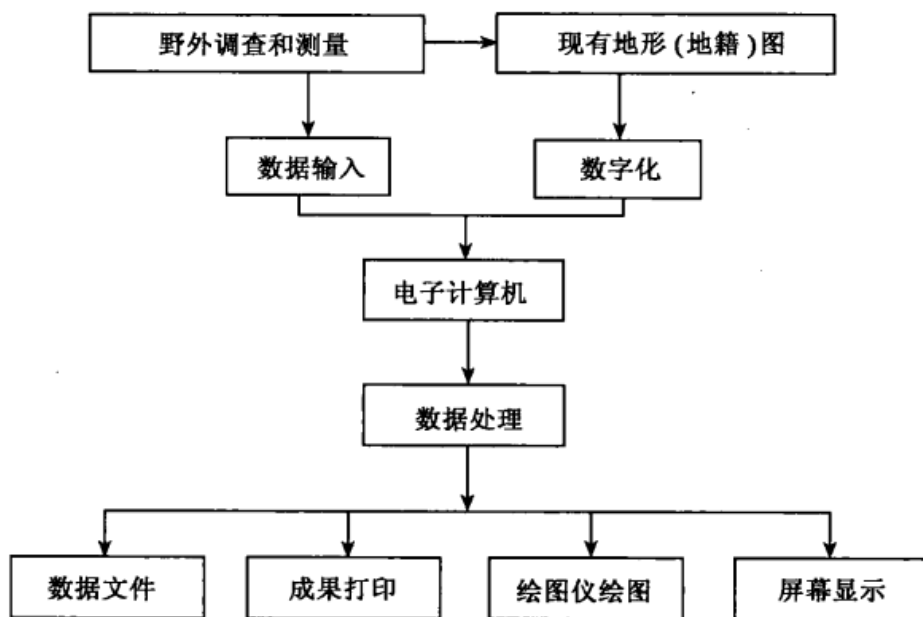 野外调查和测量
现有地形(地籍)图
数据输入
数字化
电子计算机
数据处理
数据文件
成果打印
绘图仪绘图
屏幕显示